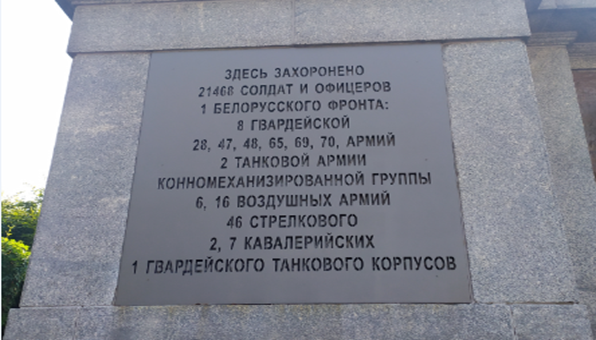 ЗДЕСЬ ЗАХОРОНЕНО
21468 СОЛДАТ И ОФИЦЕРОВ
1 БЕЛОРУССКОГО ФРОНТА:
8 ГВАРДЕЙСКОЙ
28, 47, 48, 65, 69, 70, АРМИЙ
2 ТАНКОВОЙ АРМИИ
КОННОМЕХАНИЗИРОВАННОЙ ГРУППЫ
6, 16 ВОЗДУШНЫХ АРМИЙ
46 СТРЕЛКОВОГО
2, 7 КАВАЛЕРИЙСКИХ
1 ГВАРДЕЙСКОГО ТАНКОВОГО КОРПУСОВ